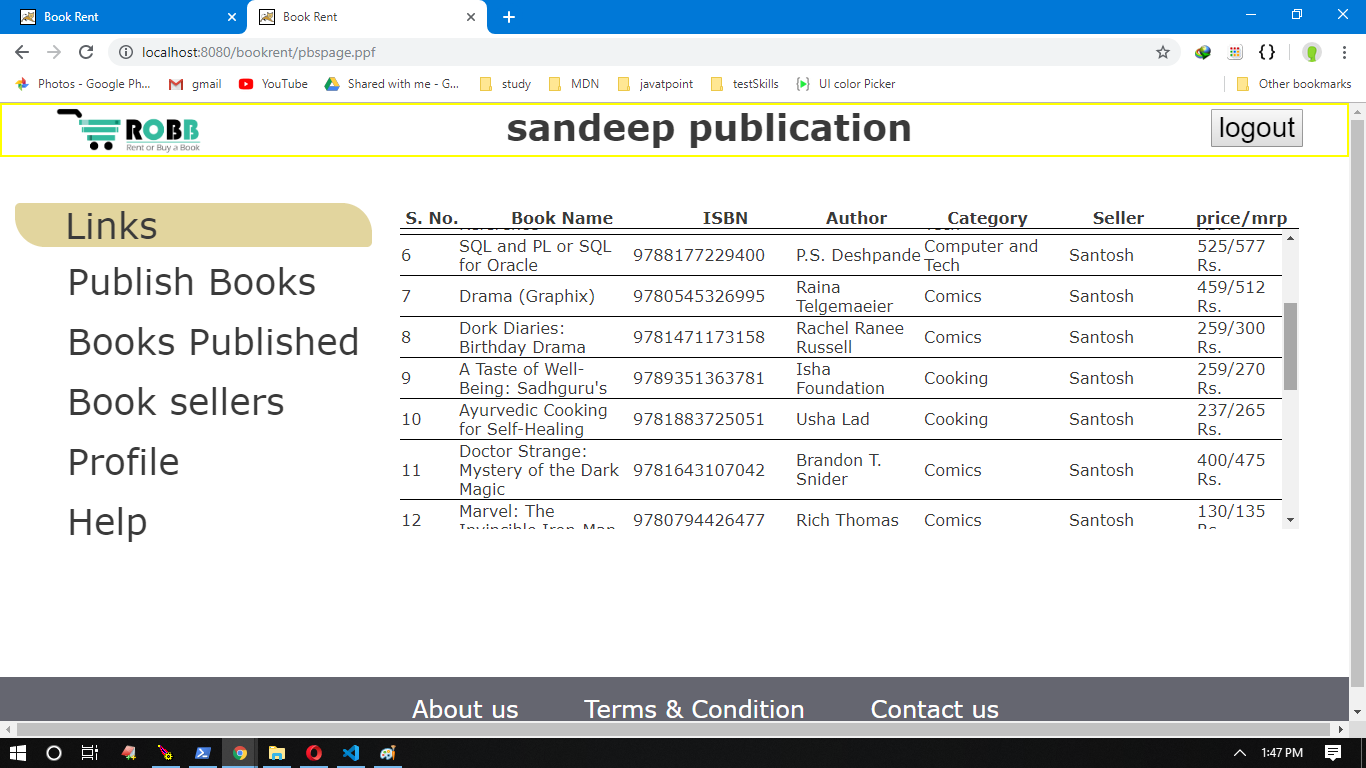 Book Rent
Book Rent
localhost:8080/bookrent/pbspage.ppf
Photos - Google Ph...
gmail
YouTube
Shared with me - G...
study
MDN
javatpoint
testSkills
UI color Picker
Other bookmarks
ROBB
Rent or Buy a Book
sandeep publication
logout
Links
Publish Books
Books Published
Book sellers
Profile
Help
S. No. Book Name ISBN Author Category Seller price/mrp
6 SQL and PL or SQL for Oracle 9788177229400 P.S. Deshpande Computer and Tech Santosh 525/577 Rs.
7 Drama (Graphix) 9780545326995 Raina Telgemaeier Comics Santosh 459/512 Rs.
8 Dork Diaries: Birthday Drama 9781471173158 Rachel Ranee Russell Comics Santosh 259/300 Rs.
9 A Taste of Well-Being: Sadhguru's 9789351363781 Isha Foundation Cooking Santosh 259/270 Rs.
10 Ayurvedic Cooking for Self-Healing 9781883725051 Usha Lad Cooking Santosh 237/265 Rs.
11 Doctor Strange: Mystery of the Dark Magic 9781643107042 Brandon T. Snider Comics Santosh 400/475 Rs.
12 Marvel: The Invincible Iron Man 9780794426477 Rich Thomas Comics Santosh 130/135 Rs.
About us
Terms & Condition
Contact us
1:47 PM